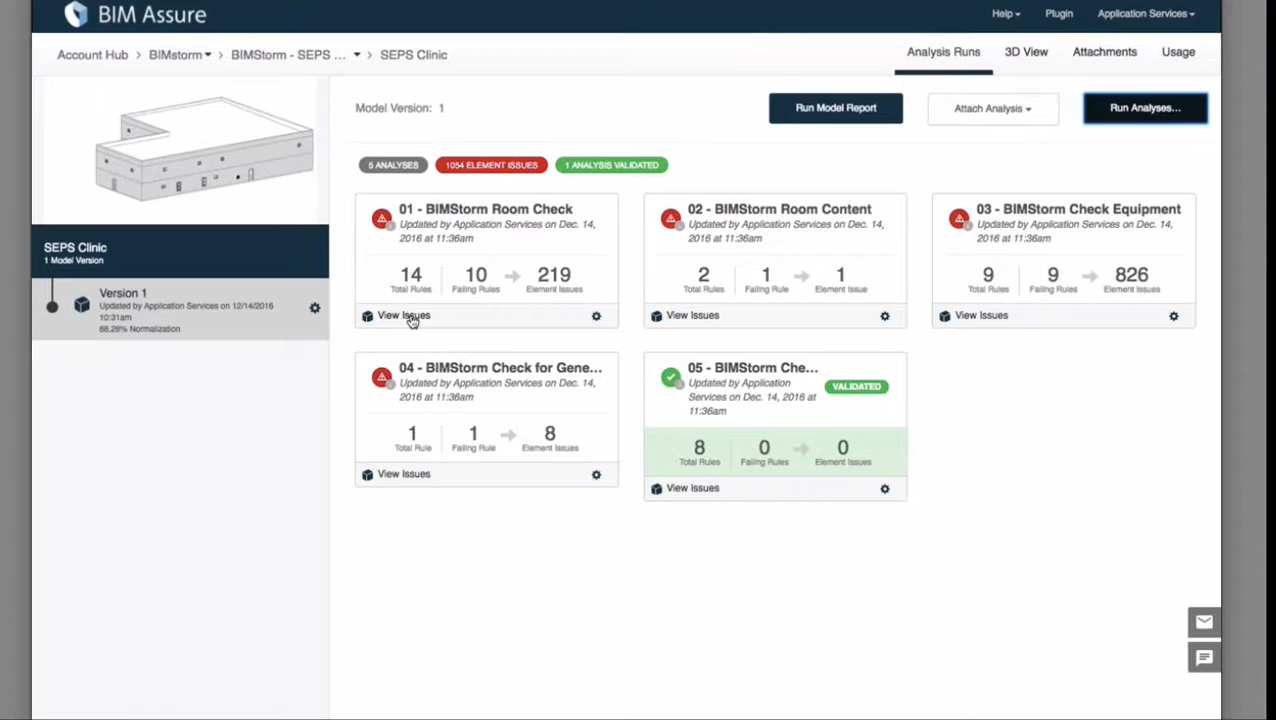 BIM Assure
Help
Plugin
Application Services
Account Hub > BIMstorm > BIMStorm - SEPS ... > SEPS Clinic
Analysis Runs
3D View
Attachments
Usage
Model Version: 1
Run Model Report
Attach Analysis
Run Analyses...
5 ANALYSES
1054 ELEMENT ISSUES
1 ANALYSIS VALIDATED
SEPS Clinic
1 Model Version
Version 1
Updated by Application Services on 12/14/2016
10:31am
68.26% Normalization
01 - BIMStorm Room Check
Updated by Application Services on Dec. 14,
2016 at 11:36am
14 10 219
Total Rules Failing Rules Element Issues
View Issues
02 - BIMStorm Room Content
Updated by Application Services on Dec. 14,
2016 at 11:36am
2 1 1
Total Rules Failing Rule Element Issue
View Issues
03 - BIMStorm Check Equipment
Updated by Application Services on Dec. 14,
2016 at 11:36am
9 9 826
Total Rules Failing Rules Element Issues
View Issues
04 - BIMStorm Check for Gene...
Updated by Application Services on Dec. 14,
2016 at 11:36am
1 1 8
Total Rule Failing Rule Element Issues
View Issues
05 - BIMStorm Che...
Updated by Application
Services on Dec. 14, 2016 at
11:36am
VALIDATED
8 0 0
Total Rules Failing Rules Element Issues
View Issues